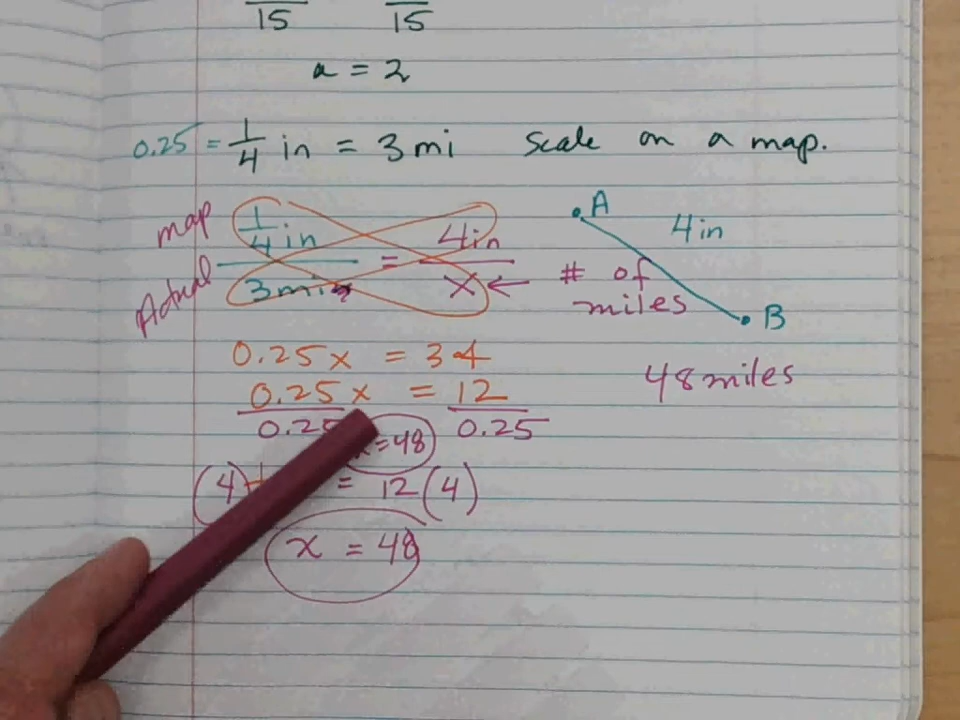 15 15
a = 2
0.25 = 1/4 in = 3 mi Scale on a map.
map 1/4 in = 4 in
Actual 3 mi x ← # of miles
A
4 in
B
0.25x = 3·4
0.25x = 12
0.25 0.25
x = 48
48 miles
(4) = 12 (4)
x = 48